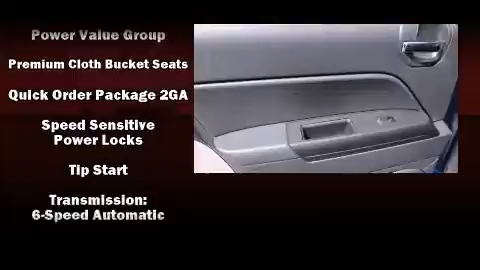 Power Value Group
Premium Cloth Bucket Seats
Quick Order Package 2GA
Speed Sensitive
Power Locks
Tip Start
Transmission:
6-Speed Automatic